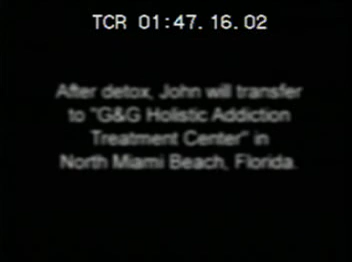 TCR 01:47.16.02
After detox, John will transfer
to "G&G Holistic Addiction
Treatment Center" in
North Miami Beach, Florida.